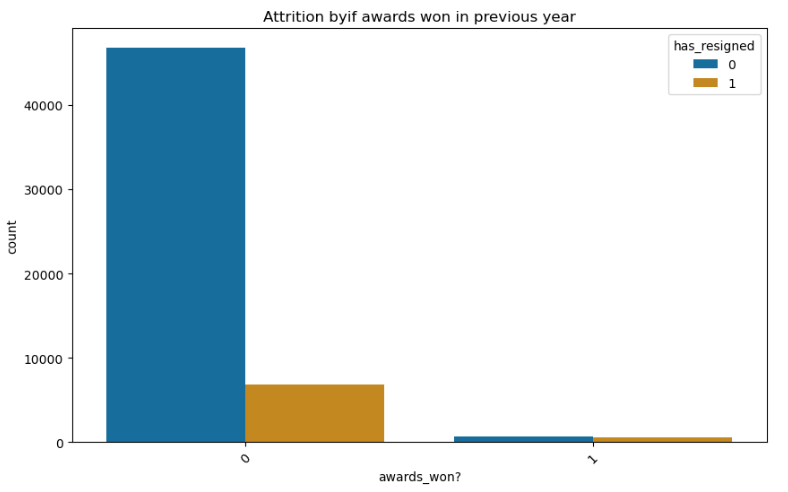 Attrition byif awards won in previous year
has_resigned
0
1
count
40000
30000
20000
10000
0
0
1
awards_won?